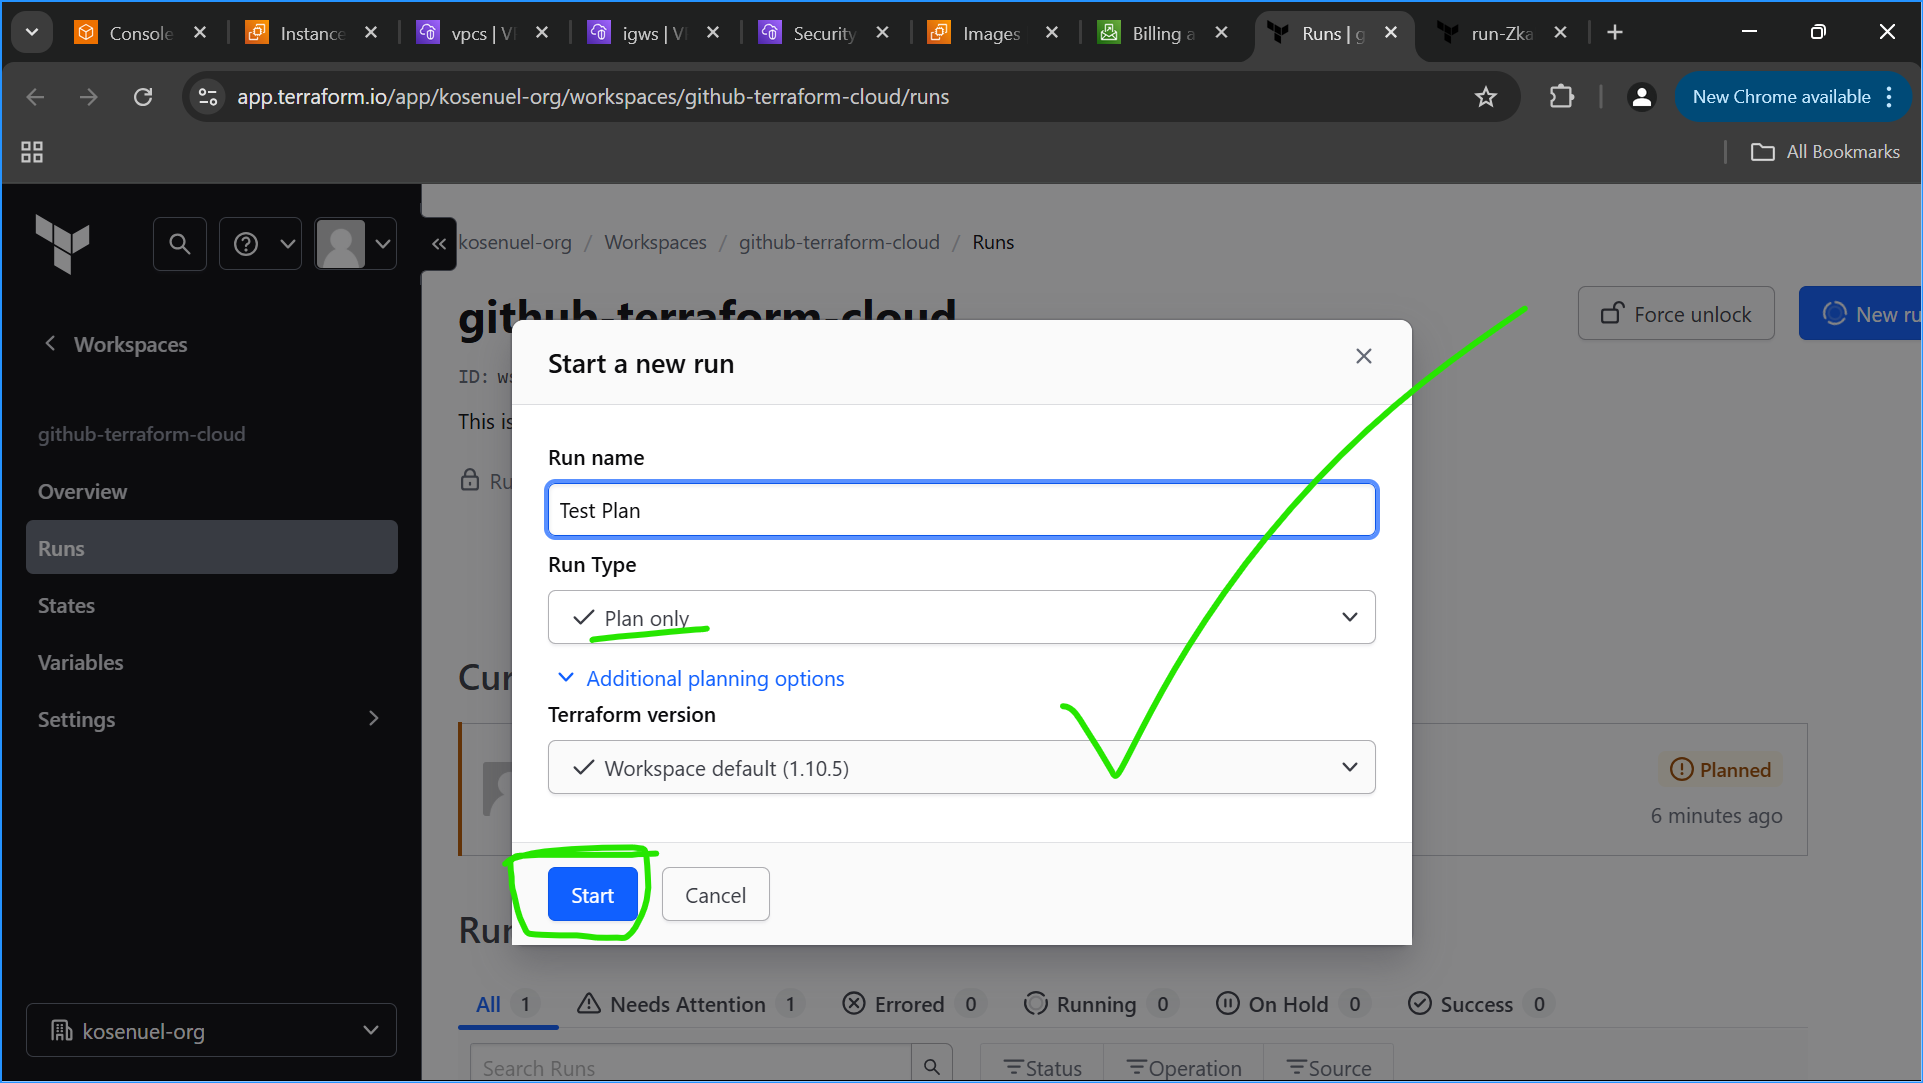 Console
Instance
vpcs | V
igws | V
Security
Images
Billing a
Runs | g
run-Zka
app.terraform.io/app/kosenuel-org/workspaces/github-terraform-cloud/runs
New Chrome available
All Bookmarks
kosenuel-org / Workspaces / github-terraform-cloud / Runs
github-terraform-cloud
Force unlock
New ru
Workspaces
ID: ws
This is
Ru
github-terraform-cloud
Overview
Runs
States
Variables
Settings
kosenuel-org
Start a new run
Run name
Test Plan
Run Type
Plan only
Additional planning options
Terraform version
Workspace default (1.10.5)
Start
Cancel
Cur
Planned
6 minutes ago
Run
All 1
Needs Attention 1
Errored 0
Running 0
On Hold 0
Success 0
Search Runs
Status
Operation
Source